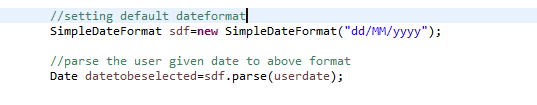 //setting default dateformat
SimpleDateFormat sdf=new SimpleDateFormat("dd/MM/yyyy");
//parse the user given date to above format
Date datetobeselected=sdf.parse(userdate);